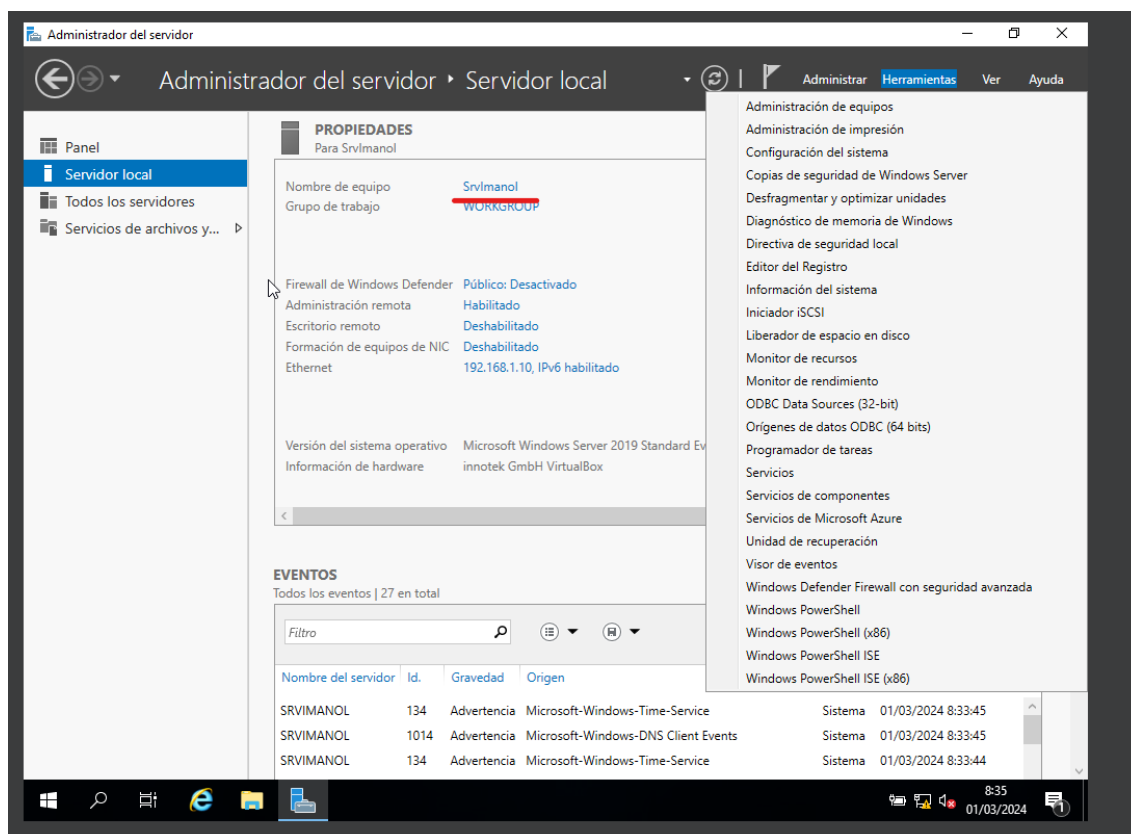 Administrador del servidor
Administrador del servidor • Servidor local
Administrar Herramientas Ver Ayuda
Panel
Servidor local
Todos los servidores
Servicios de archivos y...
PROPIEDADES
Para SrvImanol
Nombre de equipo SrvImanol
Grupo de trabajo WORKGROUP
Firewall de Windows Defender Público: Desactivado
Administración remota Habilitado
Escritorio remoto Deshabilitado
Formación de equipos de NIC Deshabilitado
Ethernet 192.168.1.10, IPv6 habilitado
Versión del sistema operativo Microsoft Windows Server 2019 Standard Ev
Información de hardware innotek GmbH VirtualBox
Administración de equipos
Administración de impresión
Configuración del sistema
Copias de seguridad de Windows Server
Desfragmentar y optimizar unidades
Diagnóstico de memoria de Windows
Directiva de seguridad local
Editor del Registro
Información del sistema
Iniciador iSCSI
Liberador de espacio en disco
Monitor de recursos
Monitor de rendimiento
ODBC Data Sources (32-bit)
Orígenes de datos ODBC (64 bits)
Programador de tareas
Servicios
Servicios de componentes
Servicios de Microsoft Azure
Unidad de recuperación
Visor de eventos
Windows Defender Firewall con seguridad avanzada
Windows PowerShell
Windows PowerShell (x86)
Windows PowerShell ISE
Windows PowerShell ISE (x86)
EVENTOS
Todos los eventos | 27 en total
Filtro
Nombre del servidor Id. Gravedad Origen
SRVIMANOL 134 Advertencia Microsoft-Windows-Time-Service Sistema 01/03/2024 8:33:45
SRVIMANOL 1014 Advertencia Microsoft-Windows-DNS Client Events Sistema 01/03/2024 8:33:45
SRVIMANOL 134 Advertencia Microsoft-Windows-Time-Service Sistema 01/03/2024 8:33:44
8:35
01/03/2024
1